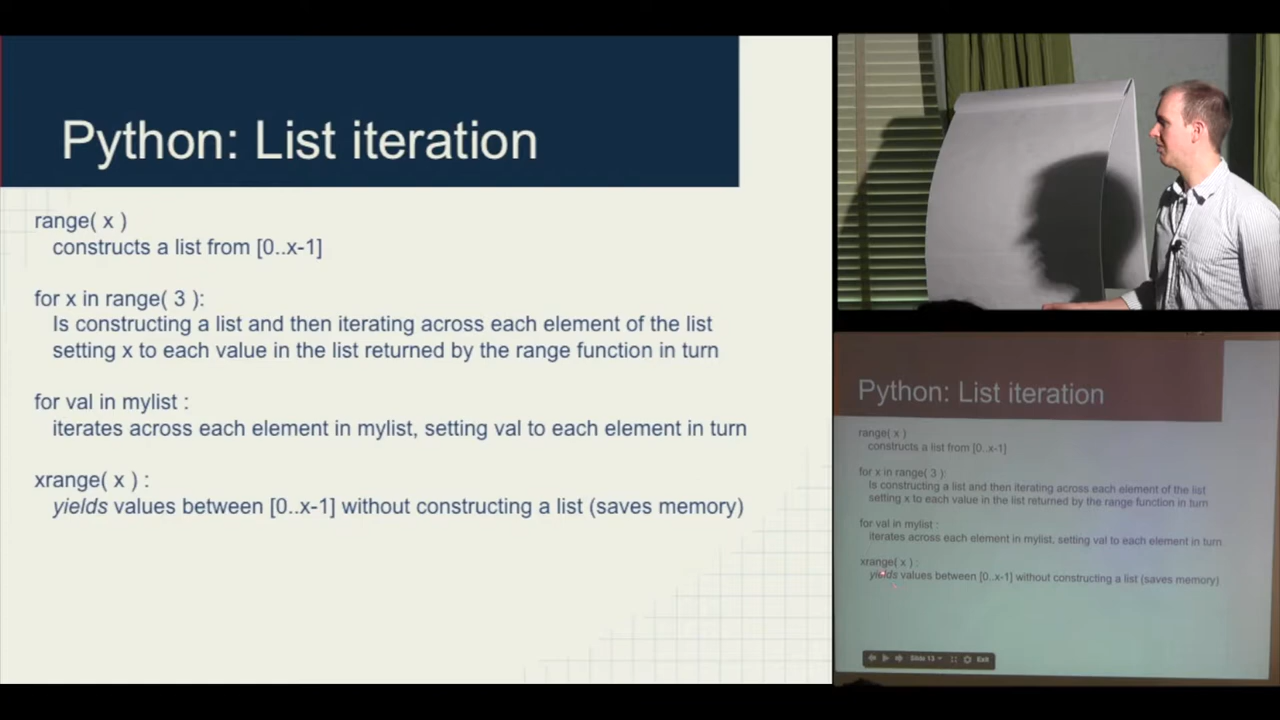 Python: List iteration
range( x )
constructs a list from [0..x-1]
for x in range( 3 ):
Is constructing a list and then iterating across each element of the list
setting x to each value in the list returned by the range function in turn
for val in mylist :
iterates across each element in mylist, setting val to each element in turn
xrange( x ) :
yields values between [0..x-1] without constructing a list (saves memory)
Python: List iteration
range( x )
constructs a list from [0..x-1]
for x in range( 3 ):
Is constructing a list and then iterating across each element of the list
setting x to each value in the list returned by the range function in turn
for val in mylist :
iterates across each element in mylist, setting val to each element in turn
xrange( x ) :
yields values between [0..x-1] without constructing a list (saves memory)
Slide 13
Exit